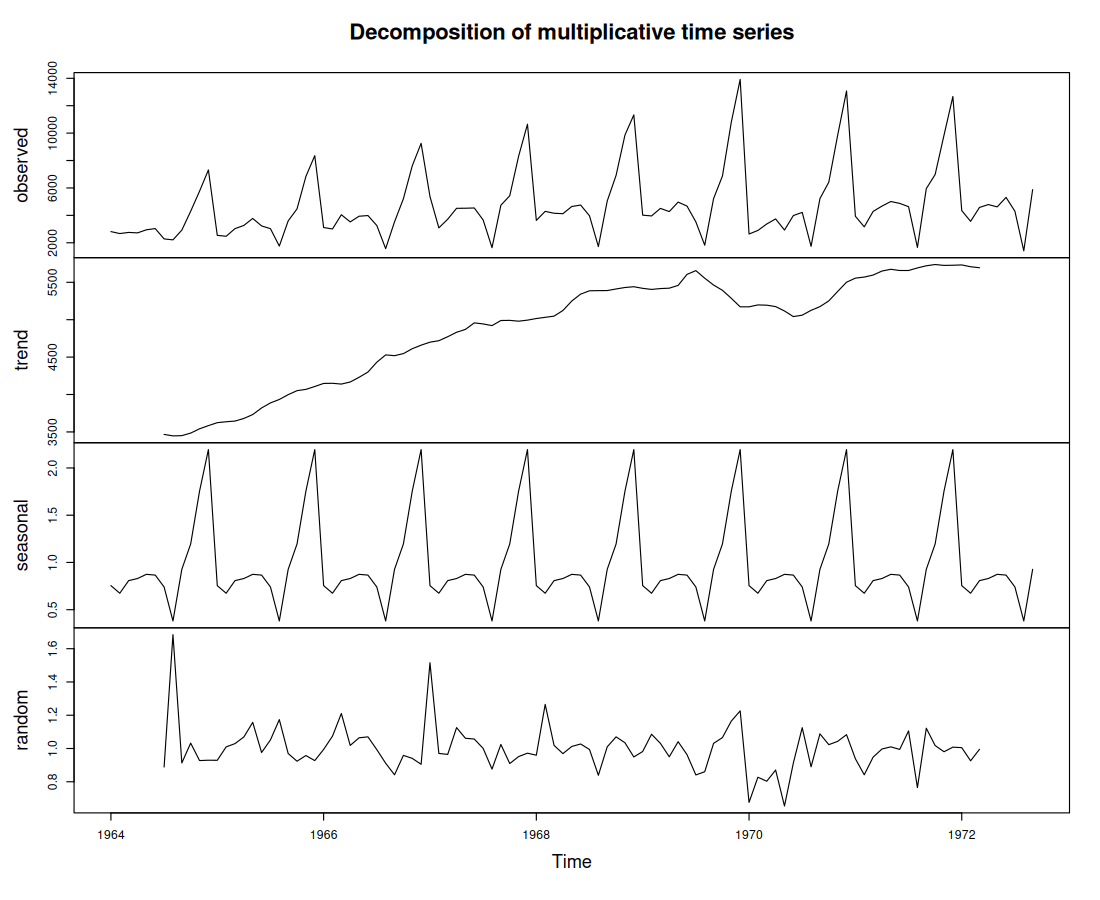 Decomposition of multiplicative time series
observed
2000 6000 10000 14000
trend
3500 4500 5500
seasonal
0.5 1.0 1.5 2.0
random
0.8 1.0 1.2 1.4 1.6
1964 1966 1968 1970 1972
Time